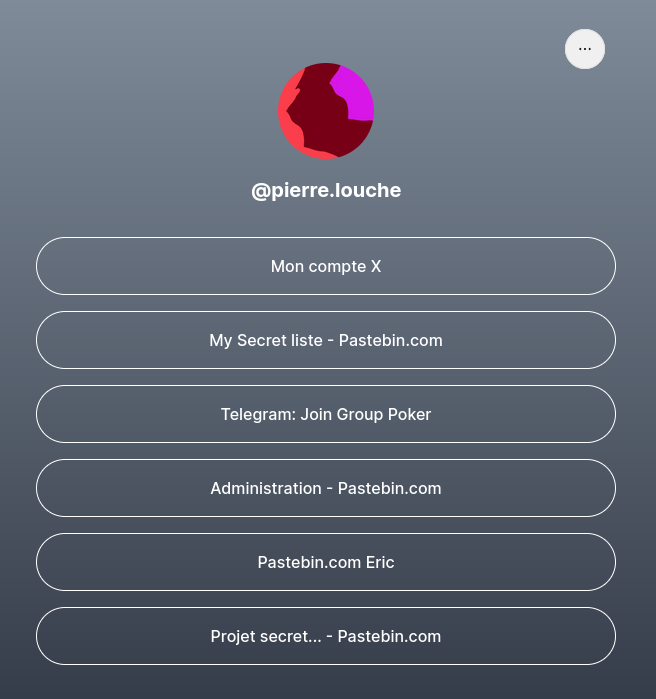 ...
@pierre.louche
Mon compte X
My Secret liste - Pastebin.com
Telegram: Join Group Poker
Administration - Pastebin.com
Pastebin.com Eric
Projet secret... - Pastebin.com